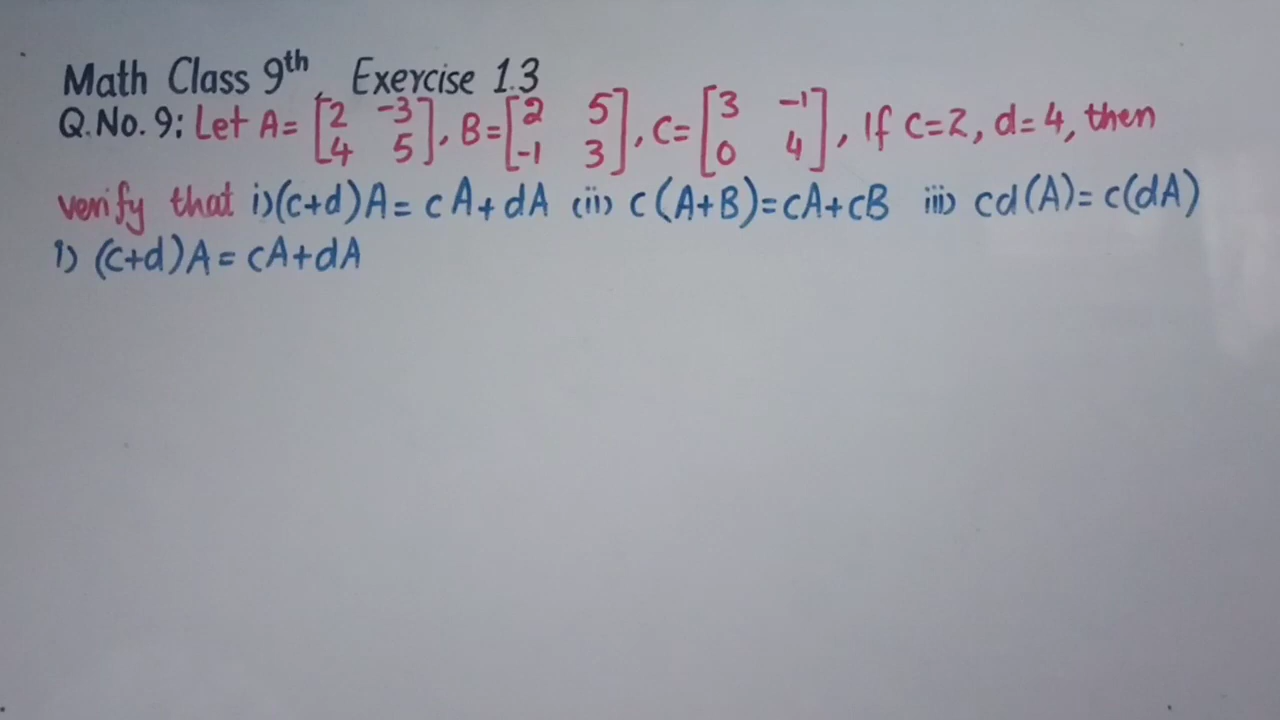 Math Class 9th, Exercise 1.3
Q.No. 9: Let A= [2 -3 4 5], B= [2 5 -1 3], C= [3 -1 0 4], If c=2, d=4, then
verify that i) (c+d)A= cA+dA (ii) c(A+B)=cA+cB iii) cd(A)= c(dA)
1) (c+d)A= cA+dA